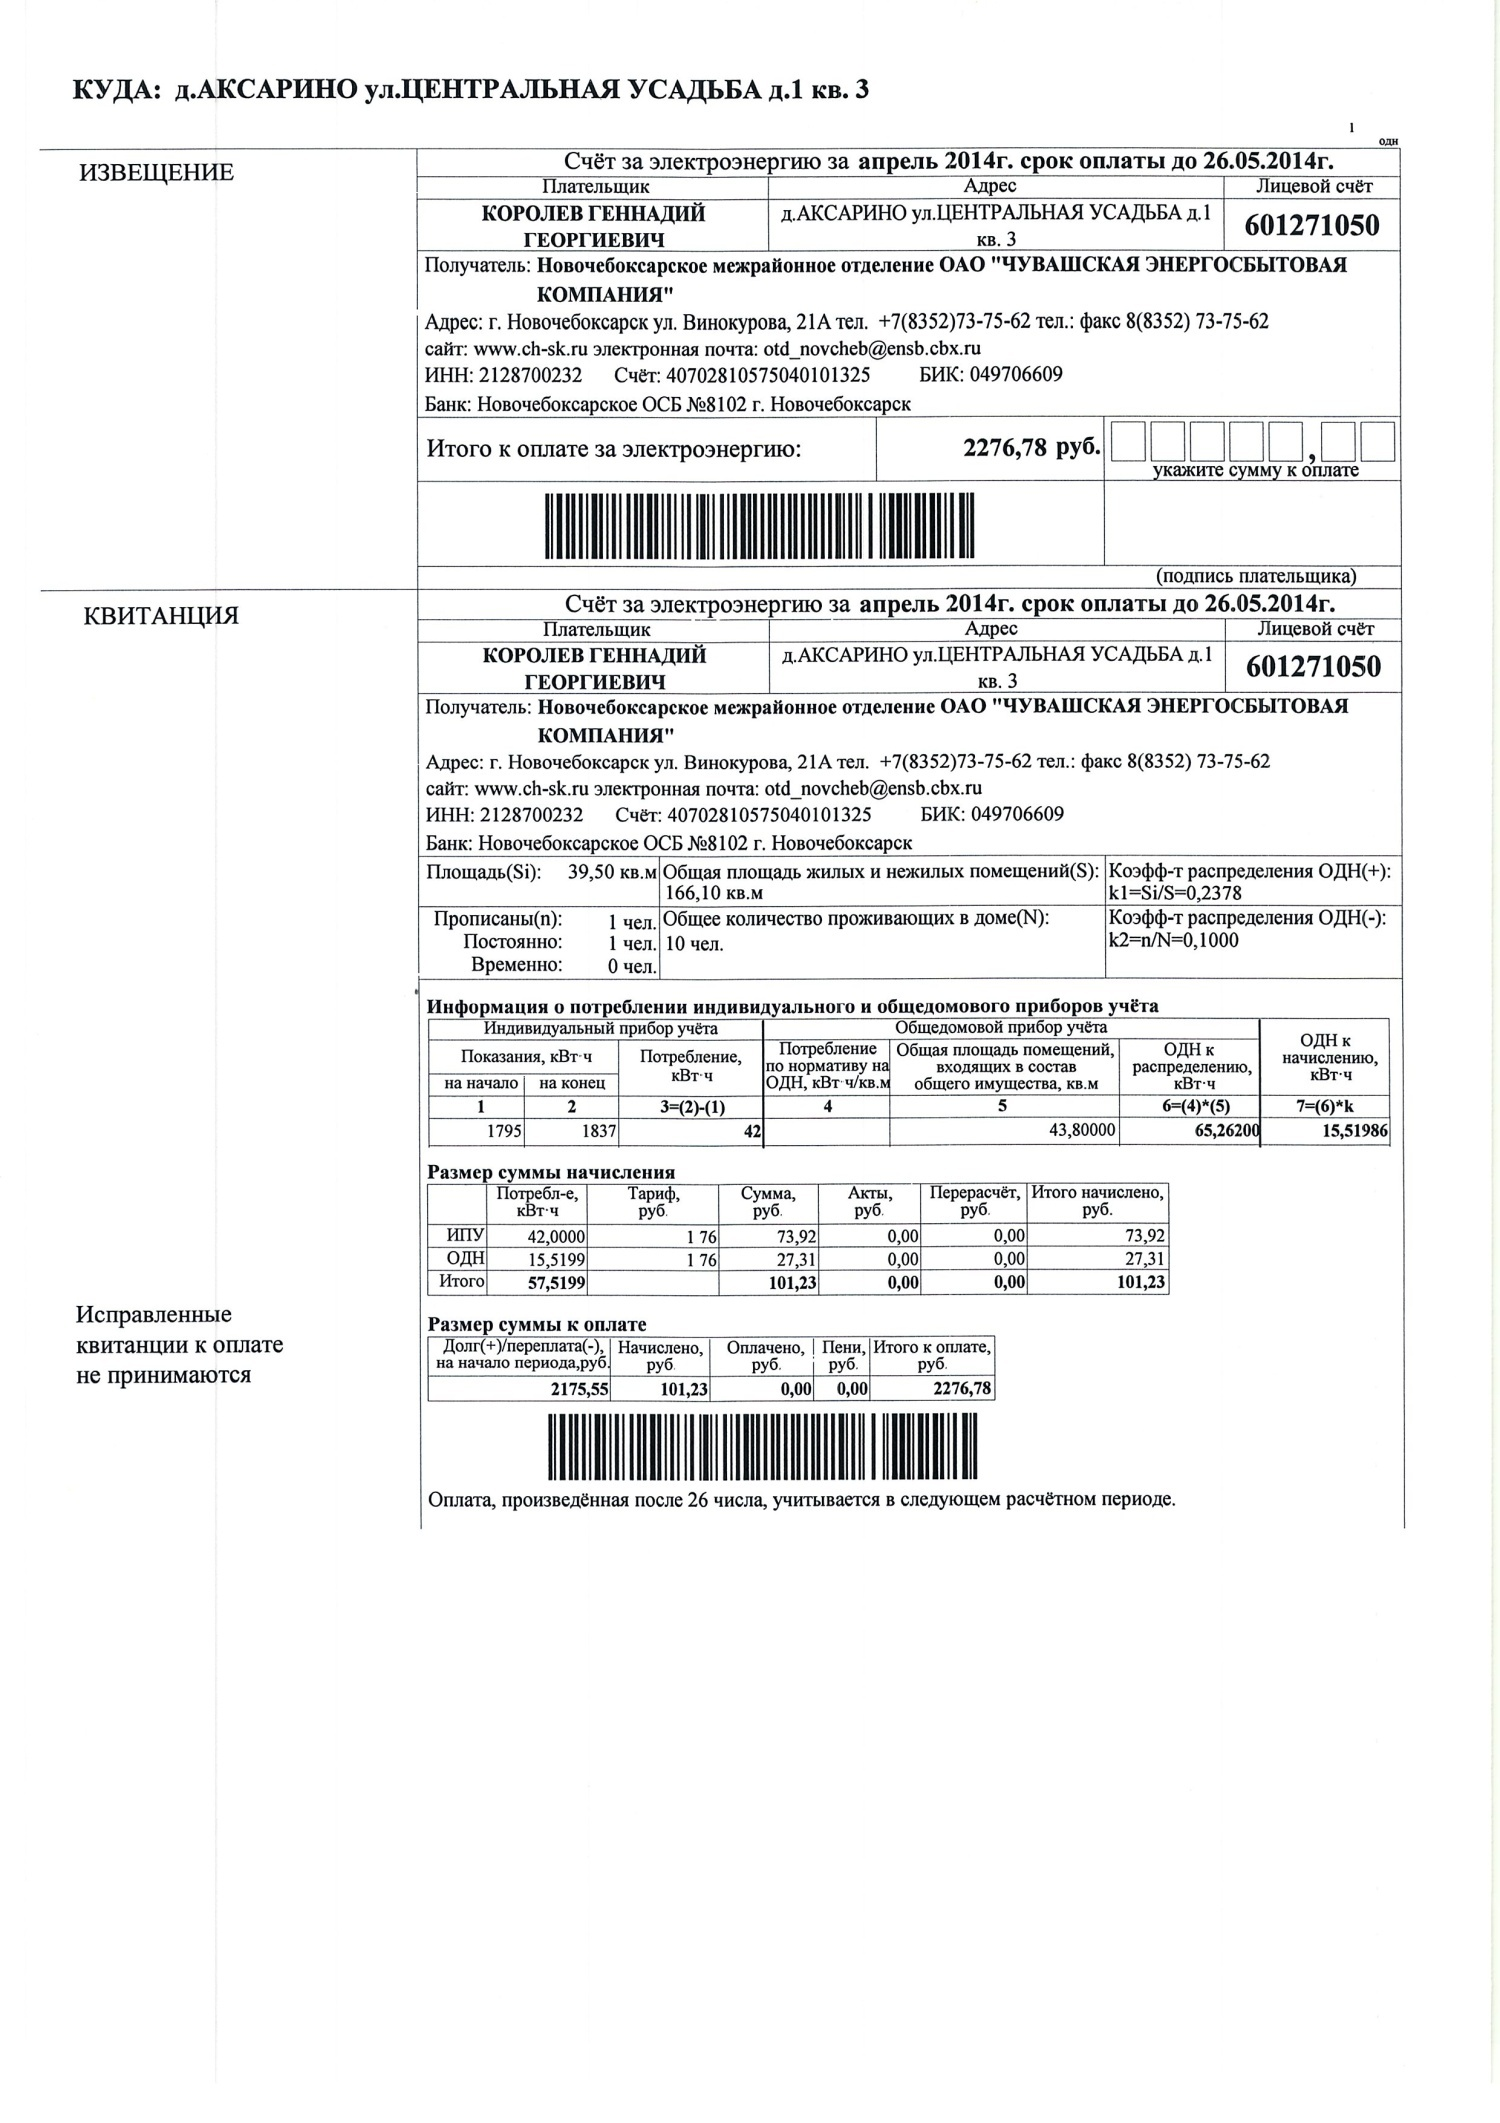 КУДА: д.АКСАРИНО ул.ЦЕНТРАЛЬНАЯ УСАДЬБА д.1 кв. 3
1
одн
ИЗВЕЩЕНИЕ
Счёт за электроэнергию за апрель 2014г. срок оплаты до 26.05.2014г.
Плательщик Адрес Лицевой счёт
КОРОЛЕВ ГЕННАДИЙ д.АКСАРИНО ул.ЦЕНТРАЛЬНАЯ УСАДЬБА д.1 601271050
ГЕОРГИЕВИЧ кв. 3
Получатель: Новочебоксарское межрайонное отделение ОАО "ЧУВАШСКАЯ ЭНЕРГОСБЫТОВАЯ
КОМПАНИЯ"
Адрес: г. Новочебоксарск ул. Винокурова, 21А тел. +7(8352)73-75-62 тел.: факс 8(8352) 73-75-62
сайт: www.ch-sk.ru электронная почта: otd_novcheb@ensb.cbx.ru
ИНН: 2128700232 Счёт: 40702810575040101325 БИК: 049706609
Банк: Новочебоксарское ОСБ №8102 г. Новочебоксарск
Итого к оплате за электроэнергию: 2276,78 руб. ,
укажите сумму к оплате
(подпись плательщика)
КВИТАНЦИЯ
Счёт за электроэнергию за апрель 2014г. срок оплаты до 26.05.2014г.
Плательщик Адрес Лицевой счёт
КОРОЛЕВ ГЕННАДИЙ д.АКСАРИНО ул.ЦЕНТРАЛЬНАЯ УСАДЬБА д.1 601271050
ГЕОРГИЕВИЧ кв. 3
Получатель: Новочебоксарское межрайонное отделение ОАО "ЧУВАШСКАЯ ЭНЕРГОСБЫТОВАЯ
КОМПАНИЯ"
Адрес: г. Новочебоксарск ул. Винокурова, 21А тел. +7(8352)73-75-62 тел.: факс 8(8352) 73-75-62
сайт: www.ch-sk.ru электронная почта: otd_novcheb@ensb.cbx.ru
ИНН: 2128700232 Счёт: 40702810575040101325 БИК: 049706609
Банк: Новочебоксарское ОСБ №8102 г. Новочебоксарск
Площадь(Si): 39,50 кв.м Общая площадь жилых и нежилых помещений(S): Коэфф-т распределения ОДН(+):
166,10 кв.м k1=Si/S=0,2378
Прописаны(n): 1 чел. Общее количество проживающих в доме(N): Коэфф-т распределения ОДН(-):
Постоянно: 1 чел. 10 чел. k2=n/N=0,1000
Временно: 0 чел.
Информация о потреблении индивидуального и общедомового приборов учёта
Индивидуальный прибор учёта Общедомовой прибор учёта ОДН к
Показания, кВт·ч Потребление, Потребление Общая площадь помещений, ОДН к начислению,
кВт·ч по нормативу на входящих в состав распределению, кВт·ч
на начало на конец ОДН, кВт·ч/кв.м общего имущества, кв.м кВт·ч
1 2 3=(2)-(1) 4 5 6=(4)*(5) 7=(6)*k
1795 1837 42 43,80000 65,26200 15,51986
Размер суммы начисления
Потребл-е, Тариф, Сумма, Акты, Перерасчёт, Итого начислено,
кВт·ч руб. руб. руб. руб. руб.
ИПУ 42,0000 1 76 73,92 0,00 0,00 73,92
ОДН 15,5199 1 76 27,31 0,00 0,00 27,31
Итого 57,5199 101,23 0,00 0,00 101,23
Исправленные
квитанции к оплате
не принимаются
Размер суммы к оплате
Долг(+)/переплата(-), Начислено, Оплачено, Пени, Итого к оплате,
на начало периода,руб. руб. руб. руб. руб.
2175,55 101,23 0,00 0,00 2276,78
Оплата, произведённая после 26 числа, учитывается в следующем расчётном периоде.